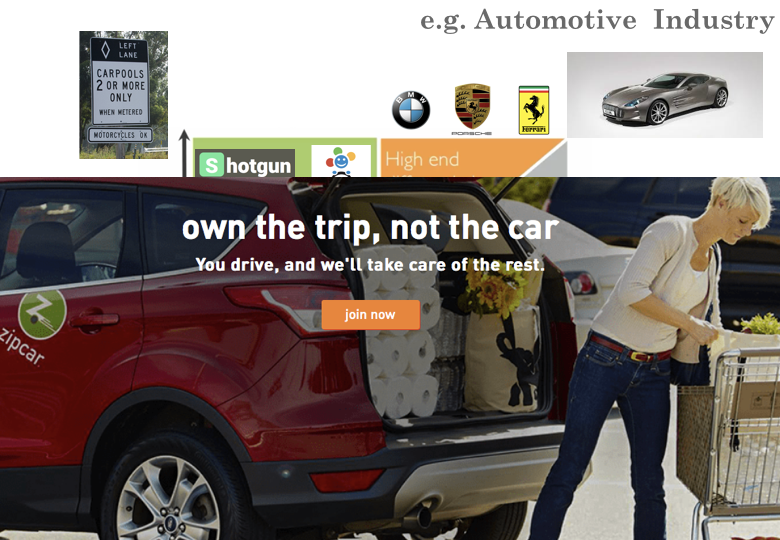 e.g. Automotive Industry
LEFT
LANE
CARPOOLS
2 OR MORE
ONLY
WHEN METERED
MOTORCYCLES OK
BMW
PORSCHE
Ferrari
S hotgun
High end
own the trip, not the car
You drive, and we'll take care of the rest.
join now
zipcar